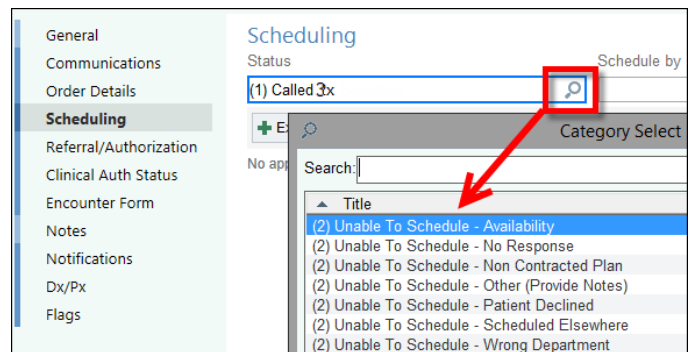 General
Communications
Order Details
Scheduling
Referral/Authorization
Clinical Auth Status
Encounter Form
Notes
Notifications
Dx/Px
Flags
Scheduling
Status
Schedule by
(1) Called 3x
Category Select
No app
Search:
Title
(2) Unable To Schedule - Availability
(2) Unable To Schedule - No Response
(2) Unable To Schedule - Non Contracted Plan
(2) Unable To Schedule - Other (Provide Notes)
(2) Unable To Schedule - Patient Declined
(2) Unable To Schedule - Scheduled Elsewhere
(2) Unable To Schedule - Wrong Department